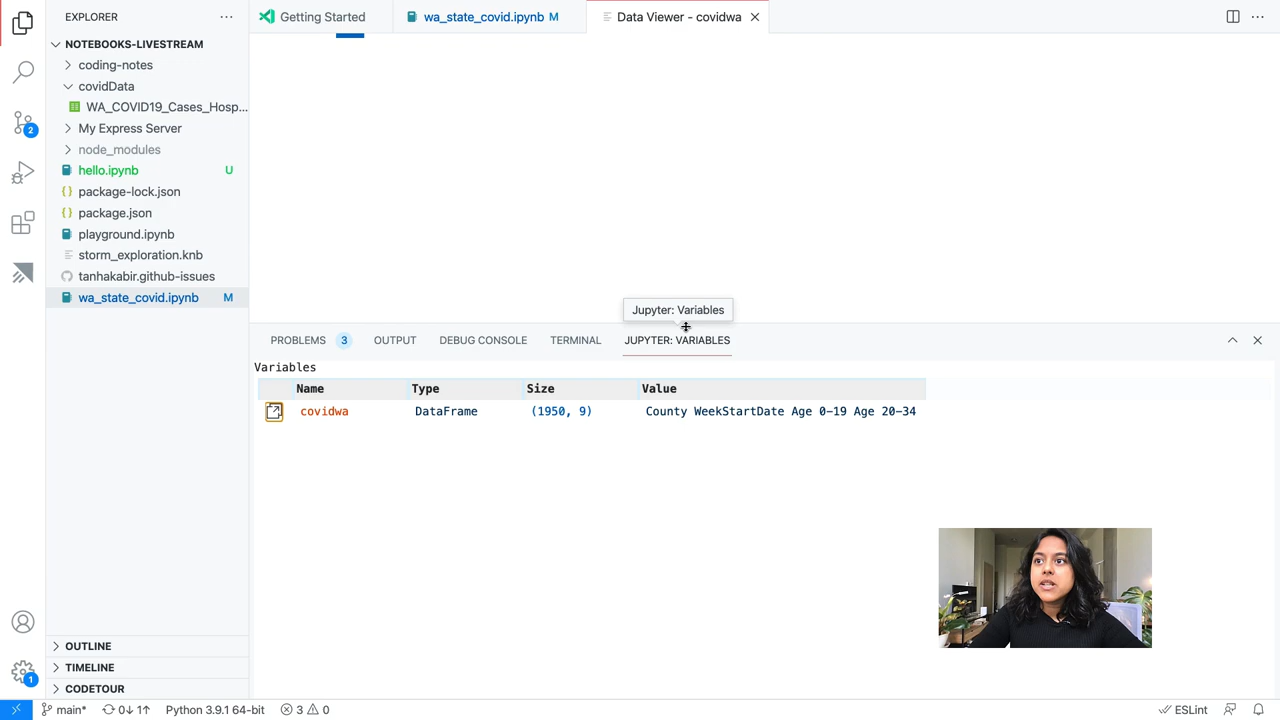 EXPLORER
NOTEBOOKS-LIVESTREAM
coding-notes
covidData
WA_COVID19_Cases_Hosp...
My Express Server
node_modules
hello.ipynb U
package-lock.json
package.json
playground.ipynb
storm_exploration.knb
tanhakabir.github-issues
wa_state_covid.ipynb M
OUTLINE
TIMELINE
CODETOUR
2
1
Getting Started
wa_state_covid.ipynb M
Data Viewer - covidwa
Jupyter: Variables
PROBLEMS 3 OUTPUT DEBUG CONSOLE TERMINAL JUPYTER: VARIABLES
Variables
Name Type Size Value
covidwa DataFrame (1950, 9) County WeekStartDate Age 0-19 Age 20-34
main* 0↓ 1↑ Python 3.9.1 64-bit 3 0 ESLint